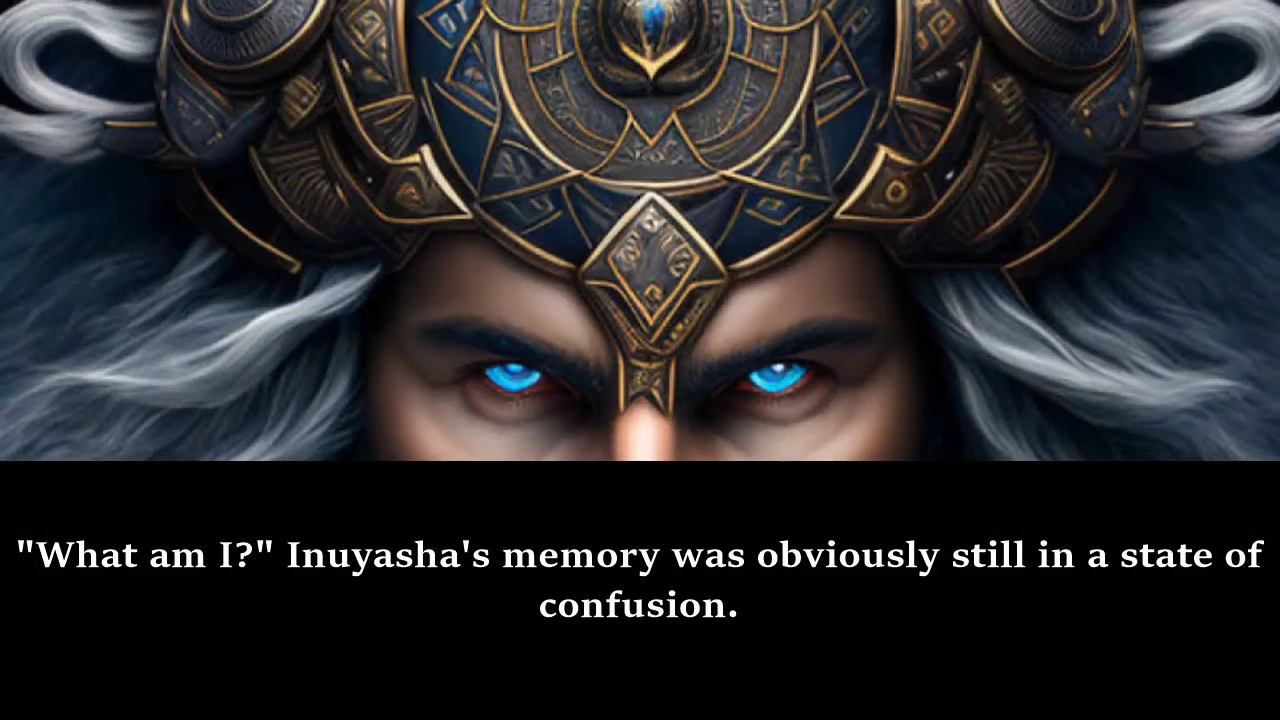 "What am I?" Inuyasha's memory was obviously still in a state of
confusion.